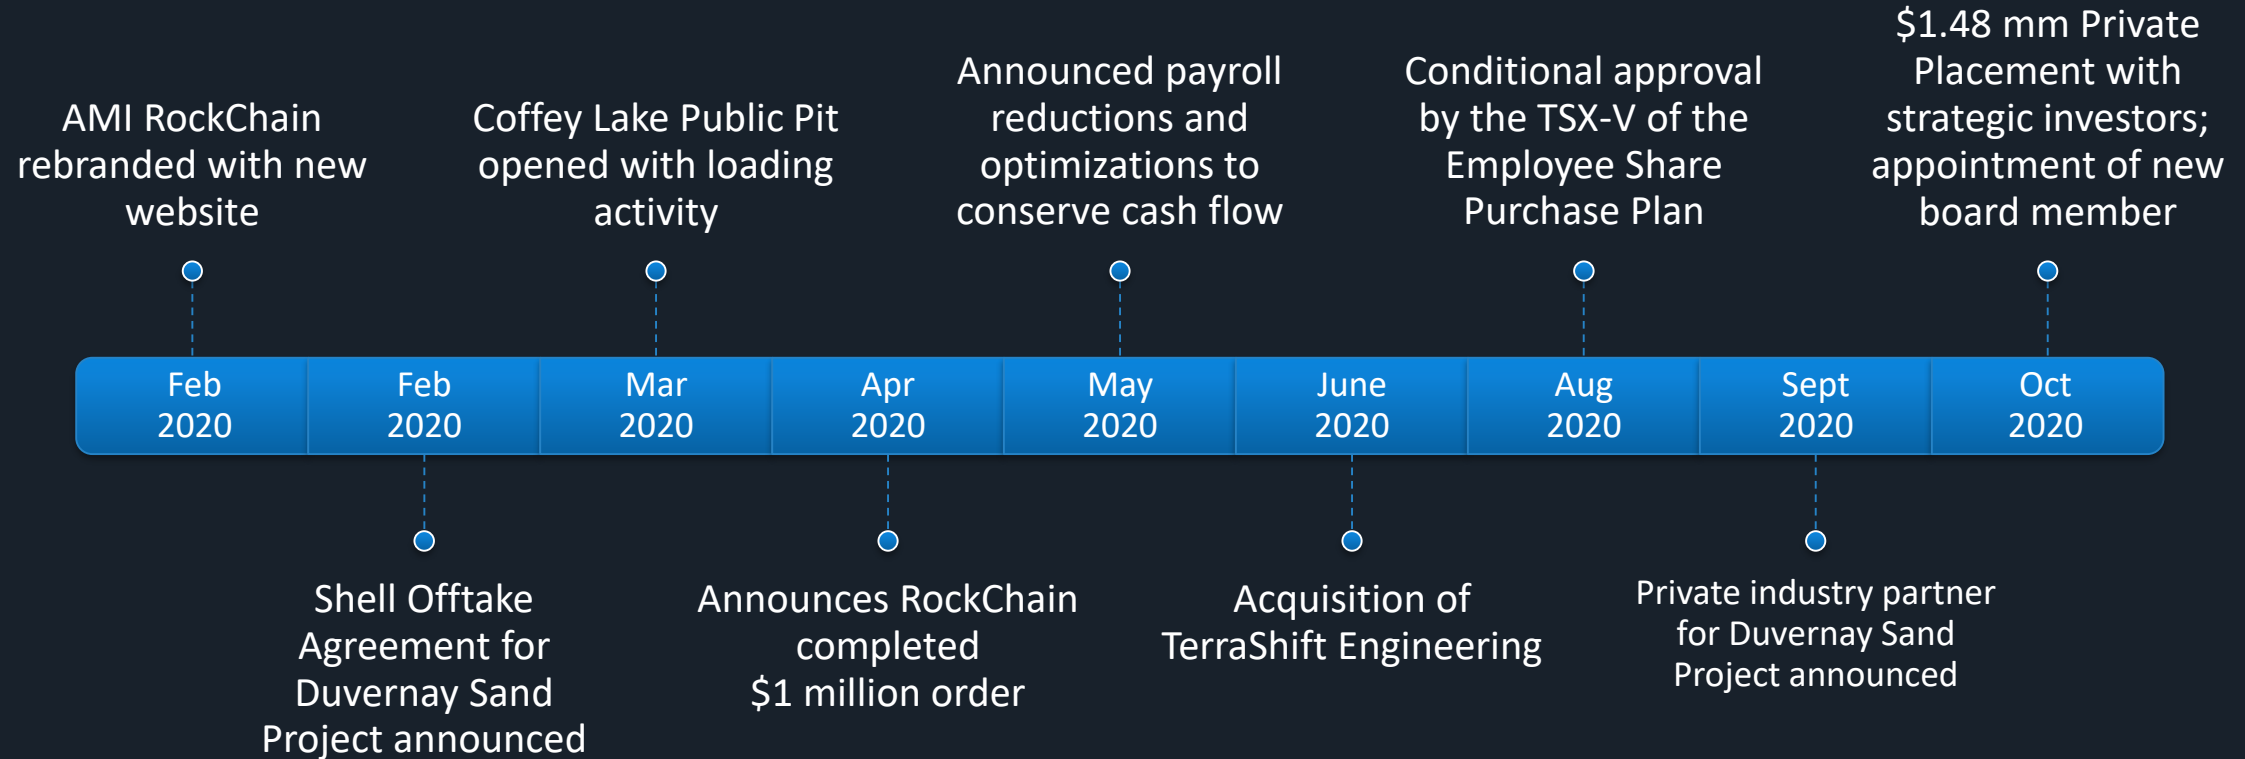 AMI RockChain
rebranded with new
website
Coffey Lake Public Pit
opened with loading
activity
Announced payroll
reductions and
optimizations to
conserve cash flow
Conditional approval
by the TSX-V of the
Employee Share
Purchase Plan
$1.48 mm Private
Placement with
strategic investors;
appointment of new
board member
Feb
2020
Feb
2020
Mar
2020
Apr
2020
May
2020
June
2020
Aug
2020
Sept
2020
Oct
2020
Shell Offtake
Agreement for
Duvernay Sand
Project announced
Announces RockChain
completed
$1 million order
Acquisition of
TerraShift Engineering
Private industry partner
for Duvernay Sand
Project announced